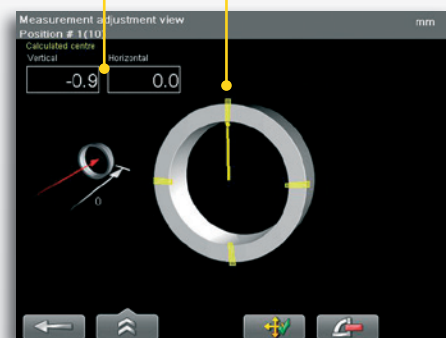 Measurement adjustment view
mm
Position # 1(10)
Calculated centre
Vertical
Horizontal
-0.9
0.0
0